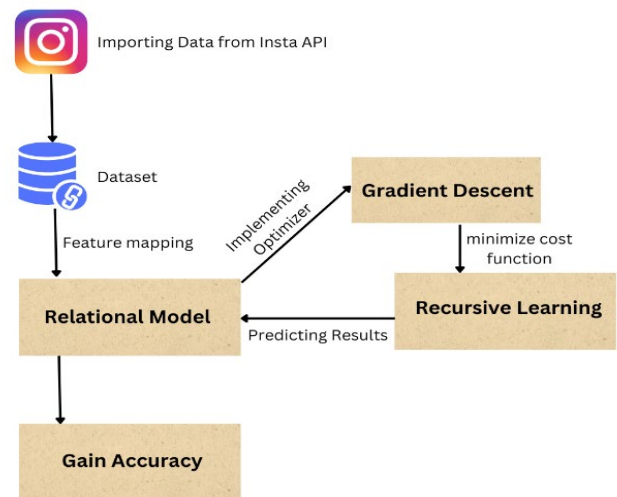 Importing Data from Insta API
Dataset
Feature mapping
Implementing
Optimizer
Gradient Descent
minimize cost
function
Recursive Learning
Predicting Results
Relational Model
Gain Accuracy